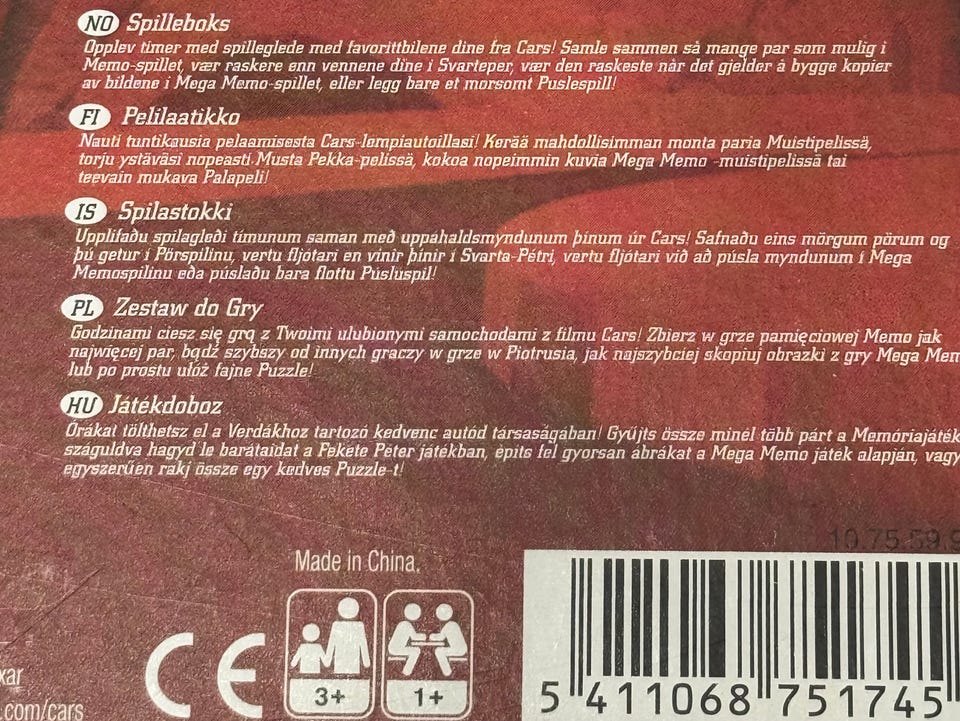 NO Spilleboks
Opplev timer med spilleglede med favorittbilene dine fra Cars! Samle sammen så mange par som mulig i
Memo-spillet, vær raskere enn vennene dine i Svarteper, vær den raskeste når det gjelder å bygge kopier
av bildene i Mega Memo-spillet, eller legg bare et morsomt Puslespill!
FI Pelilaatikko
Nauti tuntikausia pelaamisesta Cars-lempiautoillasi! Kerää mahdollisimman monta paria Muistipelissä,
torju ystäväsi nopeasti Musta Pekka-pelissä, kokoa nopeimmin kuvia Mega Memo -muistipelissä tai
teevain mukava Palapeli!
IS Spilastokki
Upplifaðu spilagleði tímunum saman með uppáhaldsmyndunum þínum úr Cars! Safnaðu eins mörgum pörum og
þú getur í Pörspilinu, vertu fljótari en vinir þínir í Svarta-Pétri, vertu fljótari við að púsla myndunum í Mega
Memospilinu eða púslaðu bara flottu Púsluspil!
PL Zestaw do Gry
Godzinami ciesz się grą z Twoimi ulubionymi samochodami z filmu Cars! Zbierz w grze pamięciowej Memo jak
najwięcej par, bądź szybszy od innych graczy w grze w Piotrusia, jak najszybciej skopiuj obrazki z gry Mega Mem
lub po prostu ułóż fajne Puzzle!
HU Játékdoboz
Órákat tölthetsz el a Verdákhoz tartozó kedvenc autód társaságában! Gyűjts össze minél több párt a Memóriajáték
száguldva hagyd le barátaidat a Fekete Péter játékban, építs fel gyorsan ábrákat a Mega Memo játék alapján, vagy
egyszerűen rakj össze egy kedves Puzzle-t!
10 75 59 9
Made in China.
CE
3+
1+
xar
.com/cars
5 411068 751745